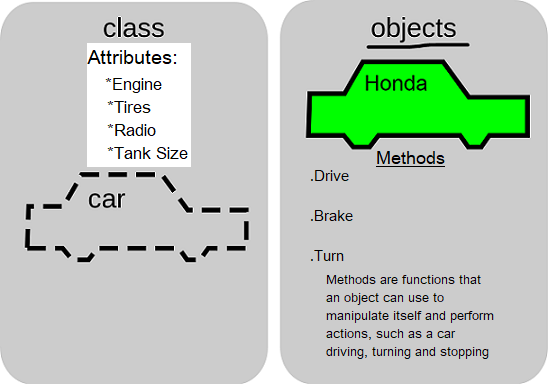 class
Attributes:
*Engine
*Tires
*Radio
*Tank Size
car
objects
Honda
Methods
.Drive
.Brake
.Turn
Methods are functions that
an object can use to
manipulate itself and perform
actions, such as a car
driving, turning and stopping